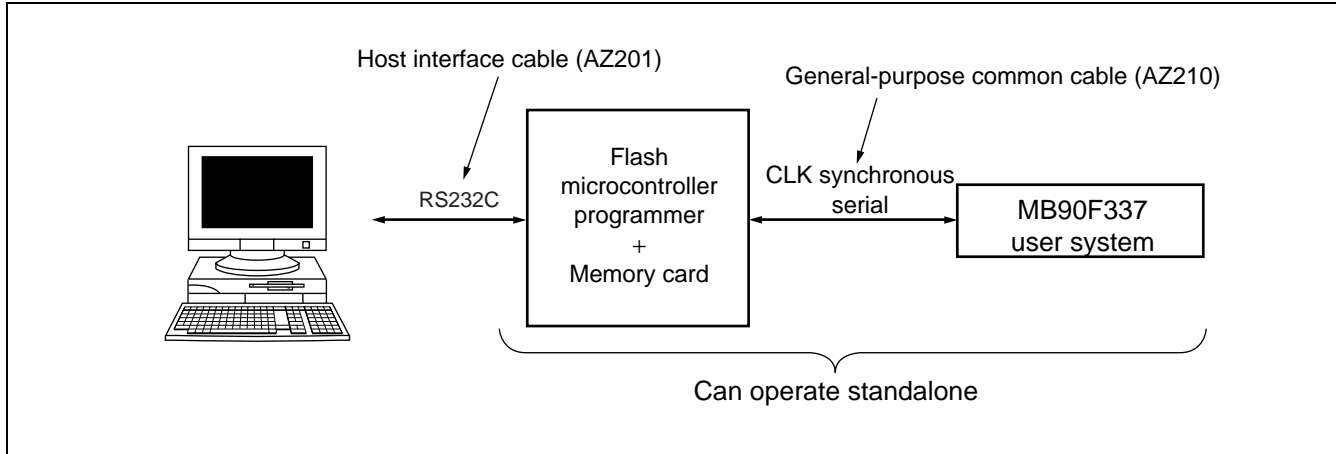 Host interface cable (AZ201)
General-purpose common cable (AZ210)
RS232C
Flash
microcontroller
programmer
+
Memory card
CLK synchronous
serial
MB90F337
user system
Can operate standalone